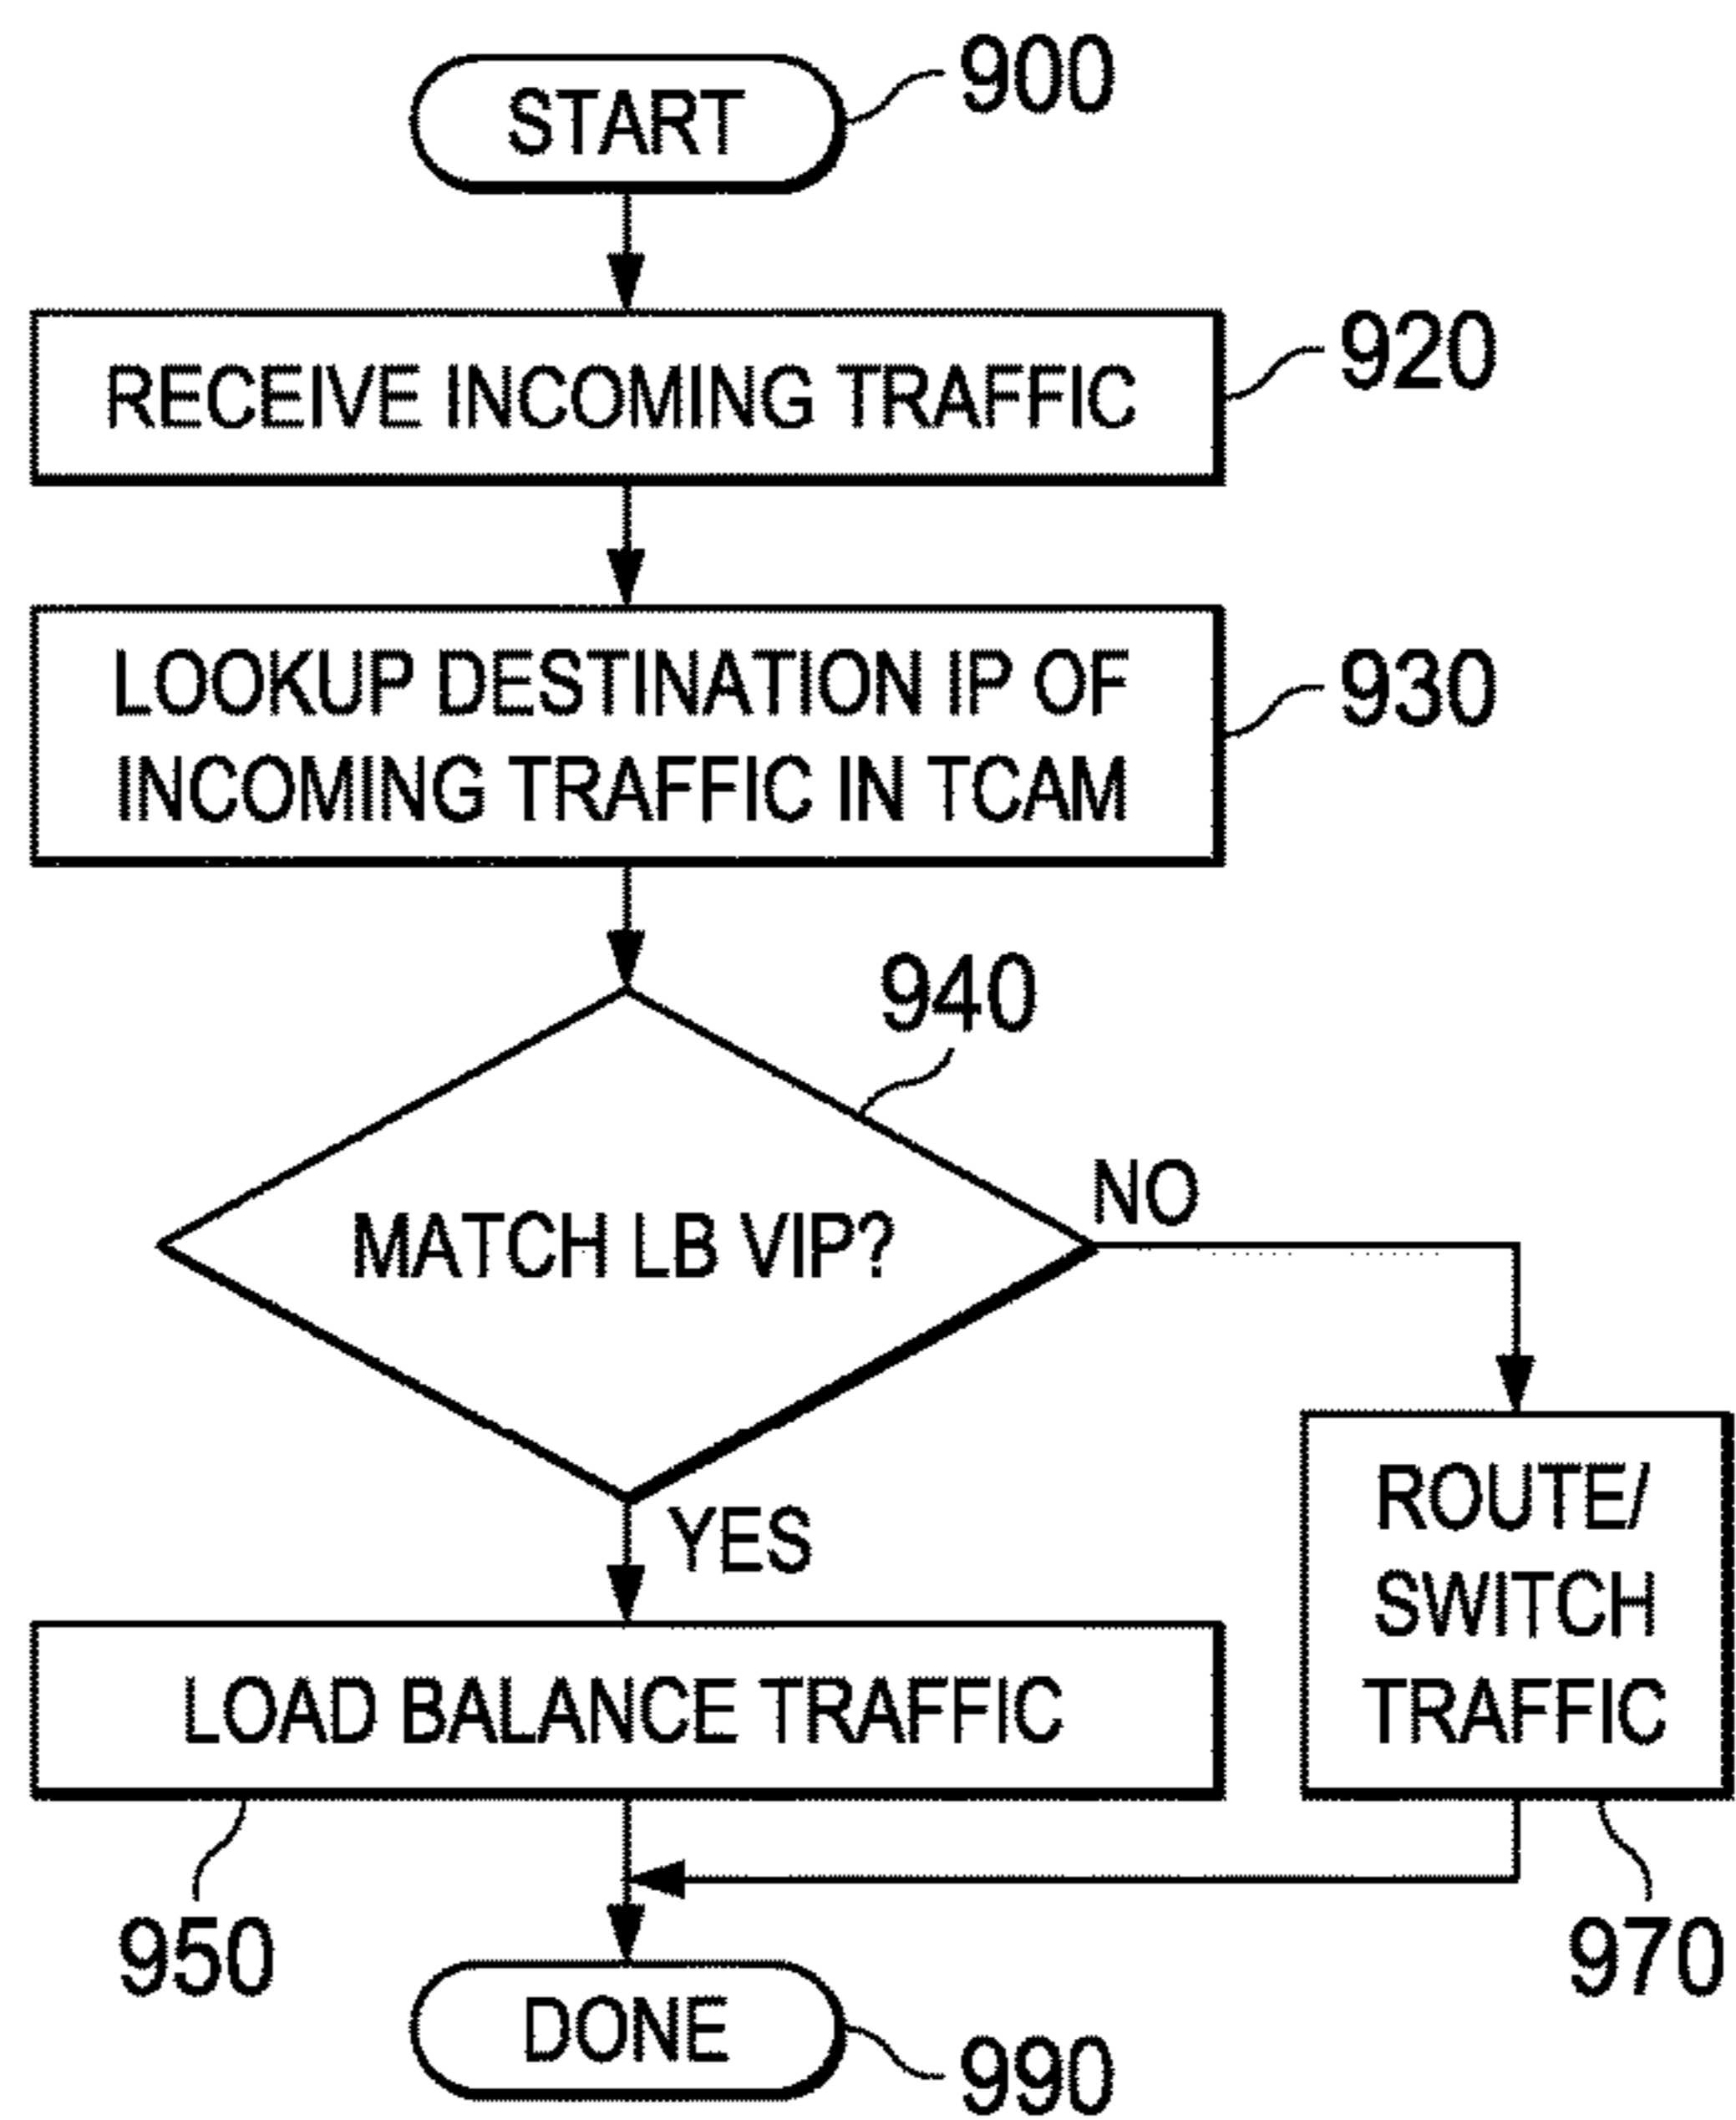 START
900
RECEIVE INCOMING TRAFFIC
920
LOOKUP DESTINATION IP OF
INCOMING TRAFFIC IN TCAM
930
940
MATCH LB VIP?
NO
YES
ROUTE/
SWITCH
TRAFFIC
LOAD BALANCE TRAFFIC
950
970
DONE
990